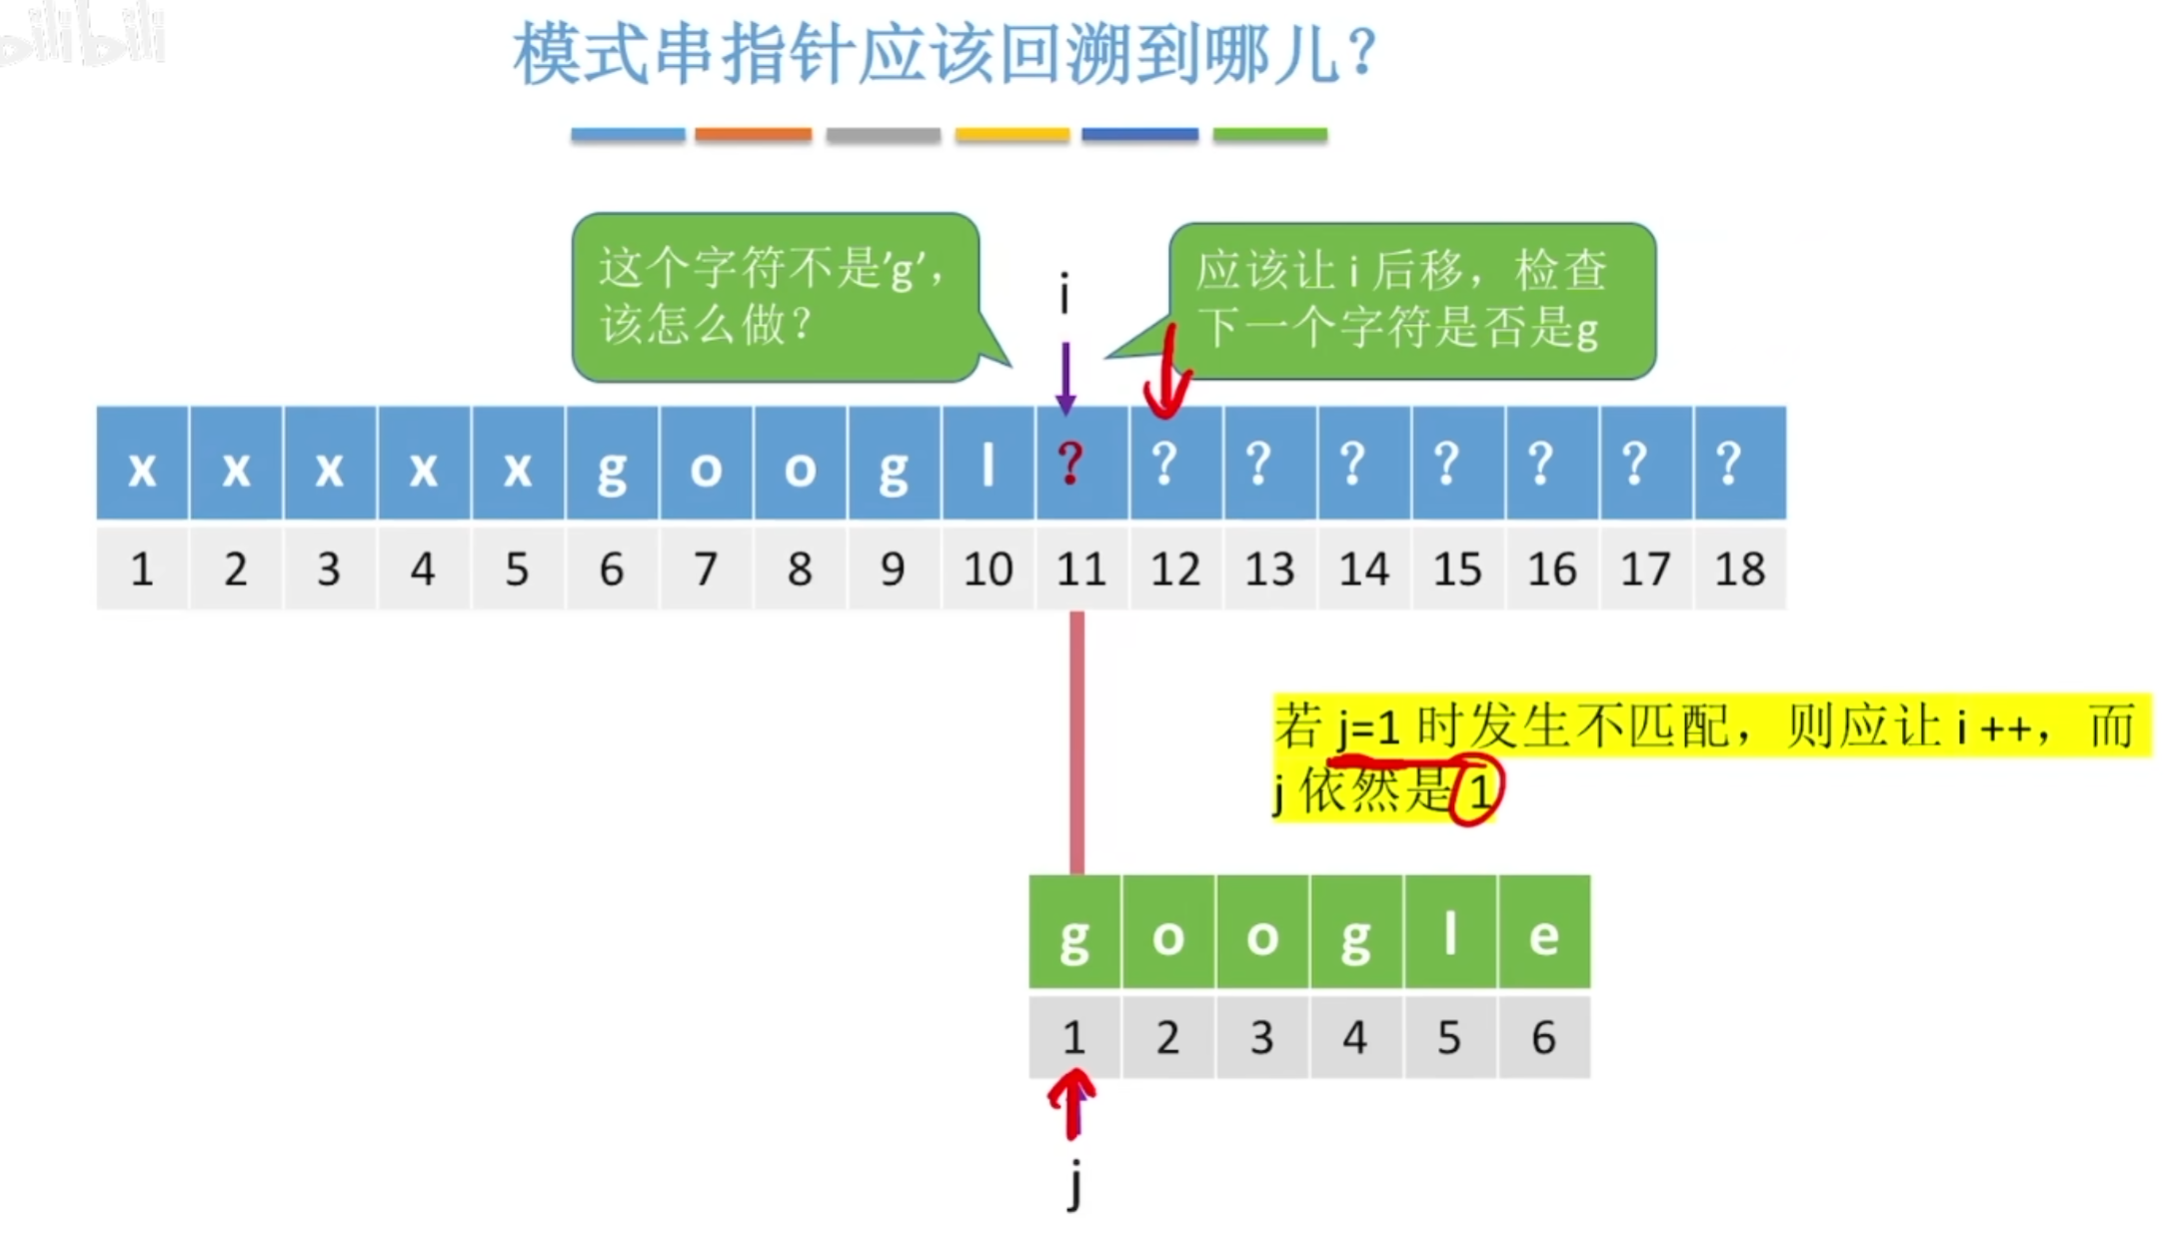 bilibili
模式串指针应该回溯到哪儿？
这个字符不是'g'，
该怎么做？
i
应该让 i 后移，检查
下一个字符是否是g
x x x x x g o o g l ? ? ? ? ? ? ? ?
1 2 3 4 5 6 7 8 9 10 11 12 13 14 15 16 17 18
若 j=1 时发生不匹配，则应让 i ++，而
j 依然是 1
g o o g l e
1 2 3 4 5 6
j